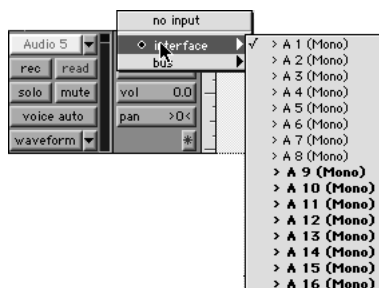 no input
Audio 5
interface
bus
rec read
solo mute
vol 0.0
voice auto
pan >0<
waveform
✓ > A 1 (Mono)
> A 2 (Mono)
> A 3 (Mono)
> A 4 (Mono)
> A 5 (Mono)
> A 6 (Mono)
> A 7 (Mono)
> A 8 (Mono)
> A 9 (Mono)
> A 10 (Mono)
> A 11 (Mono)
> A 12 (Mono)
> A 13 (Mono)
> A 14 (Mono)
> A 15 (Mono)
> A 16 (Mono)